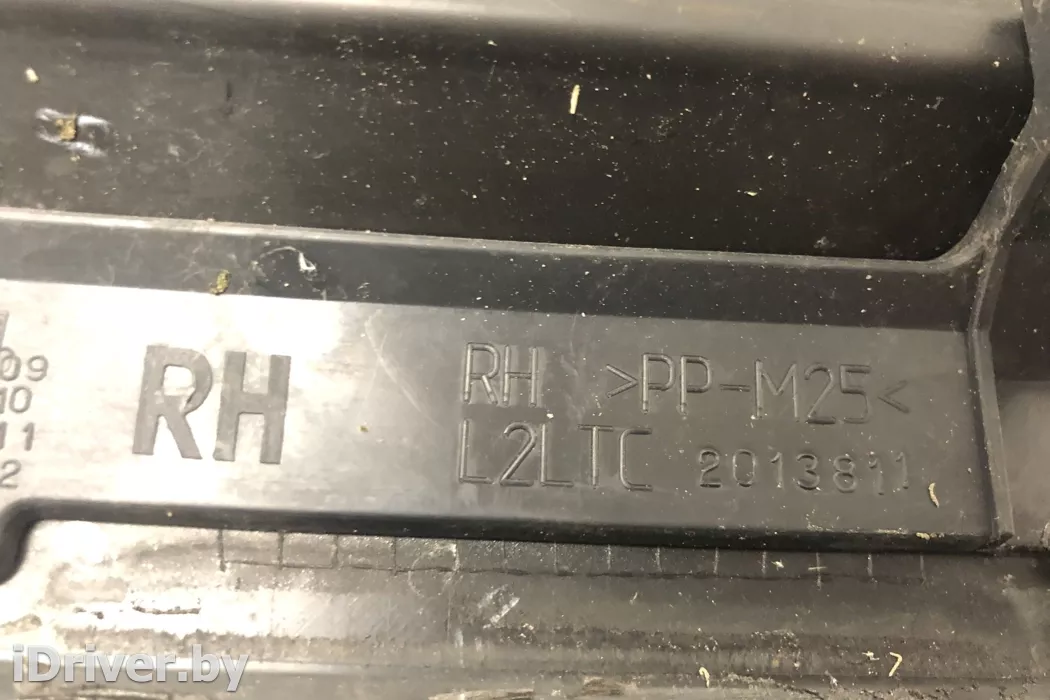 09
10
11
2
RH
RH >PP-M25<
L2LTC 2013811
iDriver.by